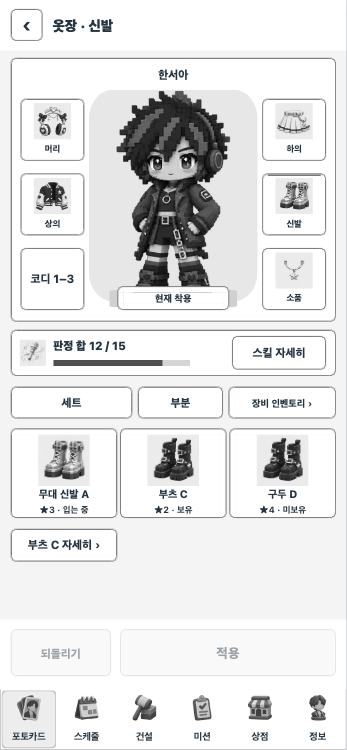 ‹ 옷장 · 신발
한서아
머리
하의
상의
신발
코디 1–3
소품
현재 착용
판정 합 12 / 15
스킬 자세히
세트
부분
장비 인벤토리 ›
무대 신발 A
★3 · 입는 중
부츠 C
★2 · 보유
구두 D
★4 · 미보유
부츠 C 자세히 ›
되돌리기
적용
포토카드
스케줄
건설
미션
상점
정보